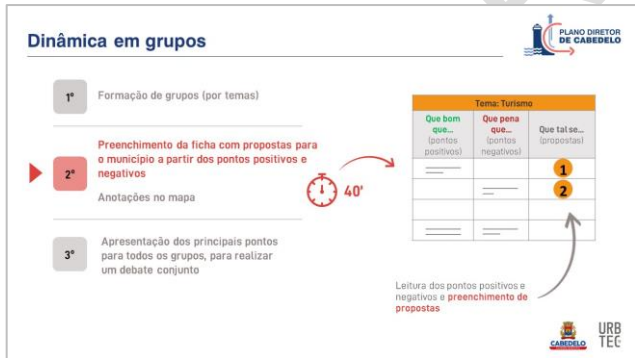 Dinâmica em grupos
PLANO DIRETOR
DE CABEDELO
1°
Formação de grupos (por temas)
2°
Preenchimento da ficha com propostas para
o município a partir dos pontos positivos e
negativos
Anotações no mapa
40'
3°
Apresentação dos principais pontos
para todos os grupos, para realizar
um debate conjunto
Tema: Turismo
Que bom
que...
(pontos
positivos)
Que pena
que...
(pontos
negativos)
Que tal se...
(propostas)
1
2
Leitura dos pontos positivos e
negativos e preenchimento de
propostas
CABEDELO
URB
TEC